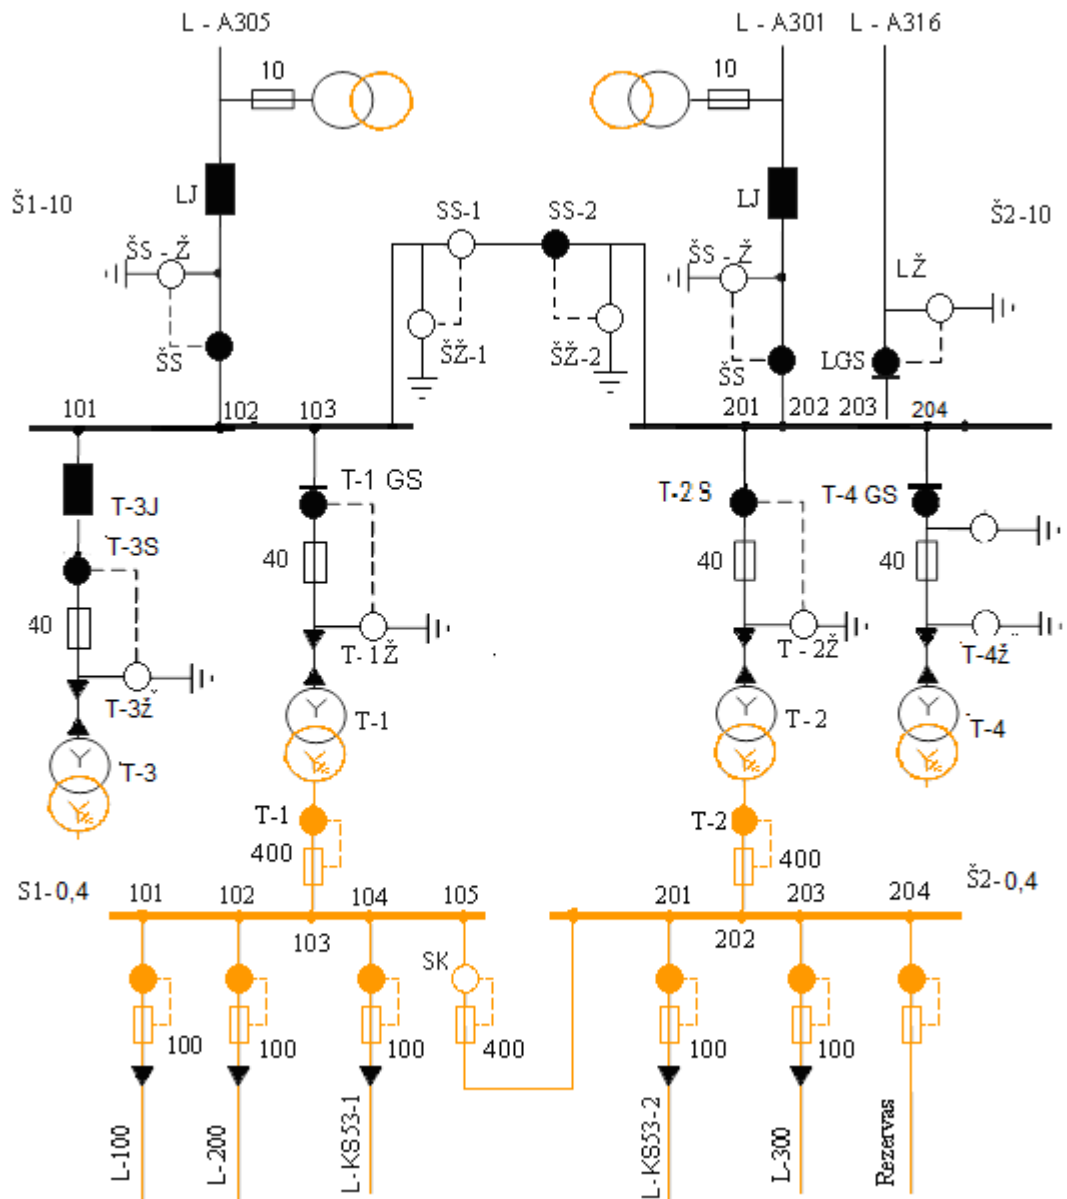 L - A305
L - A301
L - A316
10
10
LJ
LJ
Š1-10
SS-1
SS-2
Š2-10
ŠS - Ž
ŠS - Ž
LŽ
ŠS
ŠŽ-1
ŠŽ-2
ŠS
LGS
101
102
103
201
202
203
204
T-1 GS
T-2 S
T-4 GS
T-3J
T-3S
40
40
40
40
T-1Ž
T - 2Ž
T-4ž
T-3ž
T-1
T- 2
T-4
T-3
Y
Y
Y
Y
T-1
T-2
400
400
S1- 0,4
Š2- 0,4
101
102
104
105
201
203
204
103
202
SK
100
100
100
400
100
100
L-100
L-200
L-KS53-1
L-KS53-2
L-300
Rezervas